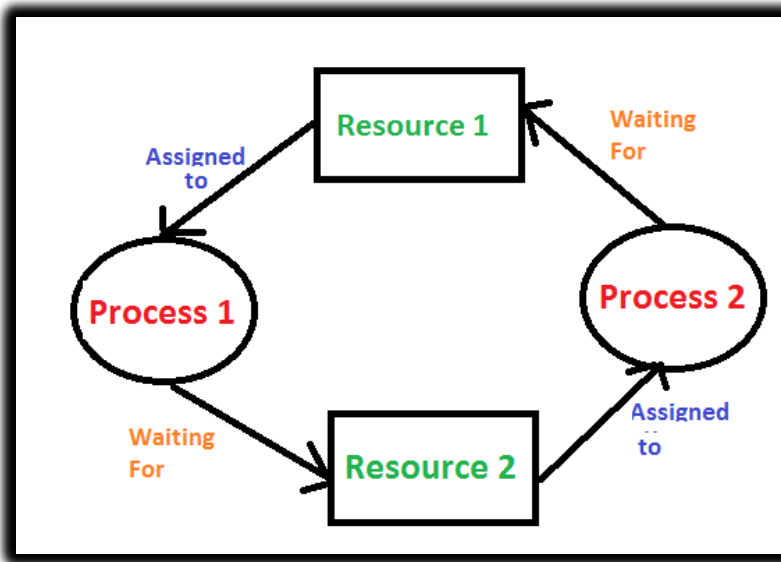 Resource 1
Waiting
For
Assigned
to
Process 1
Process 2
Waiting
For
Resource 2
Assigned
to